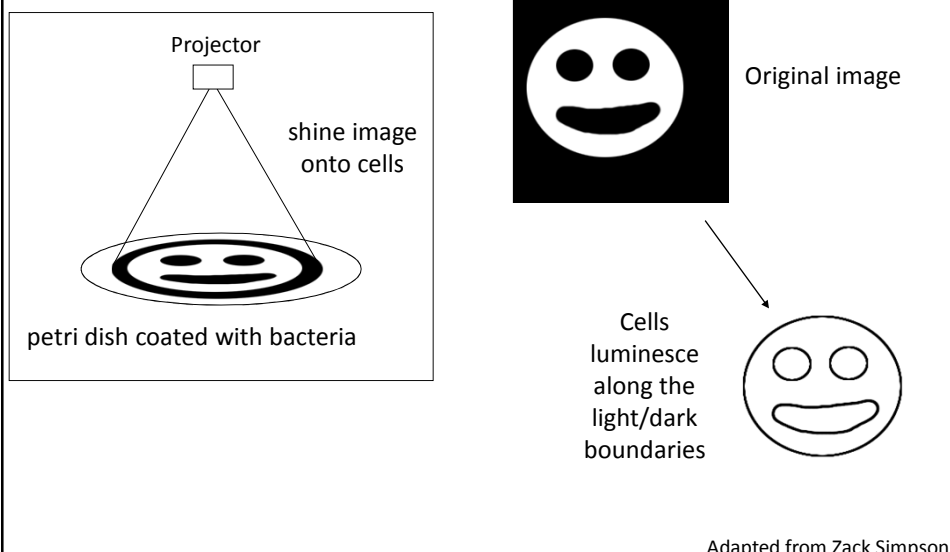 Projector
shine image
onto cells
petri dish coated with bacteria
Original image
Cells
luminesce
along the
light/dark
boundaries
Adapted from Zack Simpson